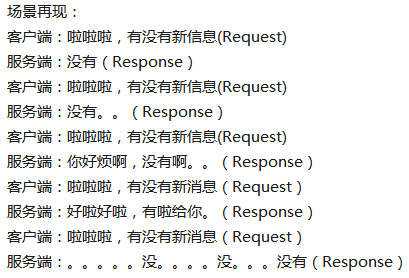 场景再现：
客户端：啦啦啦，有没有新信息(Request)
服务端：没有（Response）
客户端：啦啦啦，有没有新信息(Request)
服务端：没有。。（Response）
客户端：啦啦啦，有没有新信息(Request)
服务端：你好烦啊，没有啊。。（Response）
客户端：啦啦啦，有没有新消息（Request）
服务端：好啦好啦，有啦给你。（Response）
客户端：啦啦啦，有没有新消息（Request）
服务端：。。。。。没。。。。没。。。没有（Response）